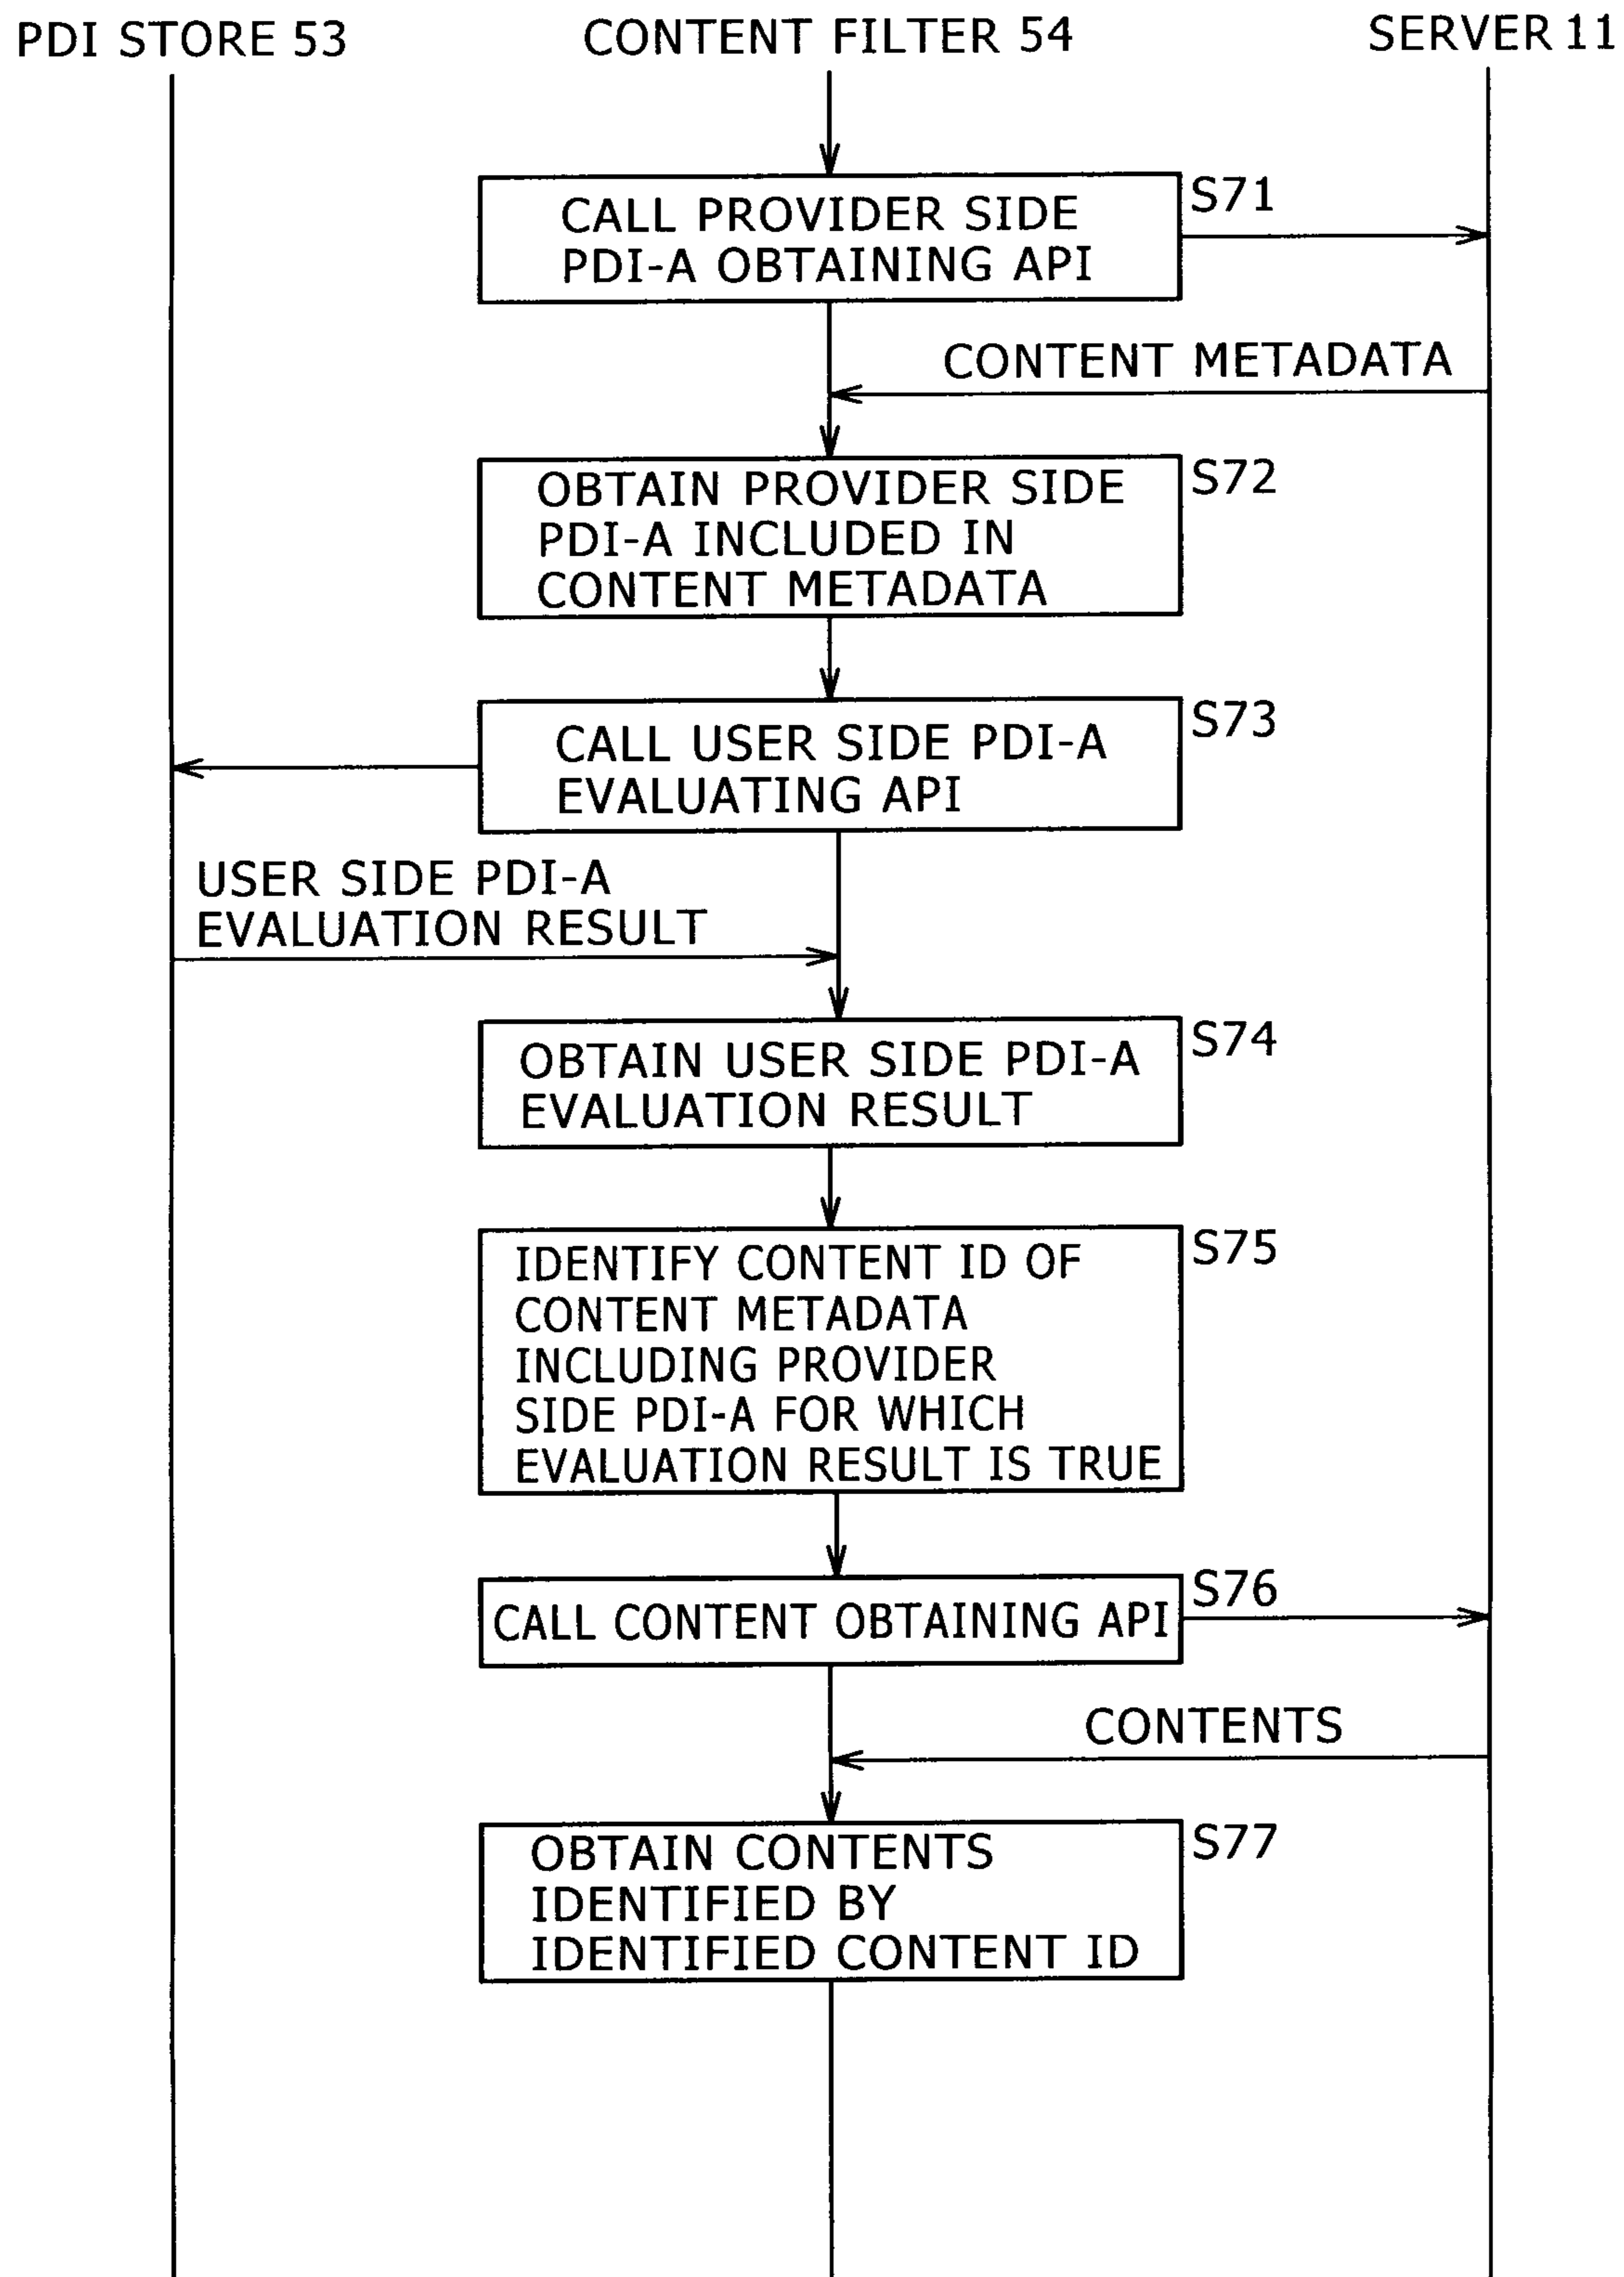 PDI STORE 53
CONTENT FILTER 54
SERVER 11
S71
CALL PROVIDER SIDE
PDI-A OBTAINING API
CONTENT METADATA
S72
OBTAIN PROVIDER SIDE
PDI-A INCLUDED IN
CONTENT METADATA
S73
CALL USER SIDE PDI-A
EVALUATING API
USER SIDE PDI-A
EVALUATION RESULT
S74
OBTAIN USER SIDE PDI-A
EVALUATION RESULT
S75
IDENTIFY CONTENT ID OF
CONTENT METADATA
INCLUDING PROVIDER
SIDE PDI-A FOR WHICH
EVALUATION RESULT IS TRUE
S76
CALL CONTENT OBTAINING API
CONTENTS
S77
OBTAIN CONTENTS
IDENTIFIED BY
IDENTIFIED CONTENT ID